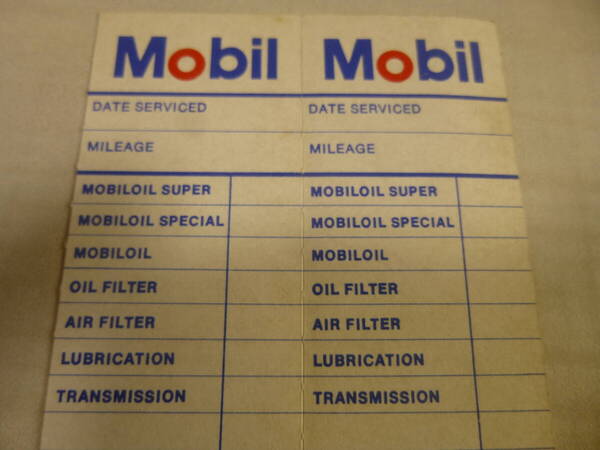 Mobil
DATE SERVICED
MILEAGE
MOBILOIL SUPER
MOBILOIL SPECIAL
MOBILOIL
OIL FILTER
AIR FILTER
LUBRICATION
TRANSMISSION
Mobil
DATE SERVICED
MILEAGE
MOBILOIL SUPER
MOBILOIL SPECIAL
MOBILOIL
OIL FILTER
AIR FILTER
LUBRICATION
TRANSMISSION